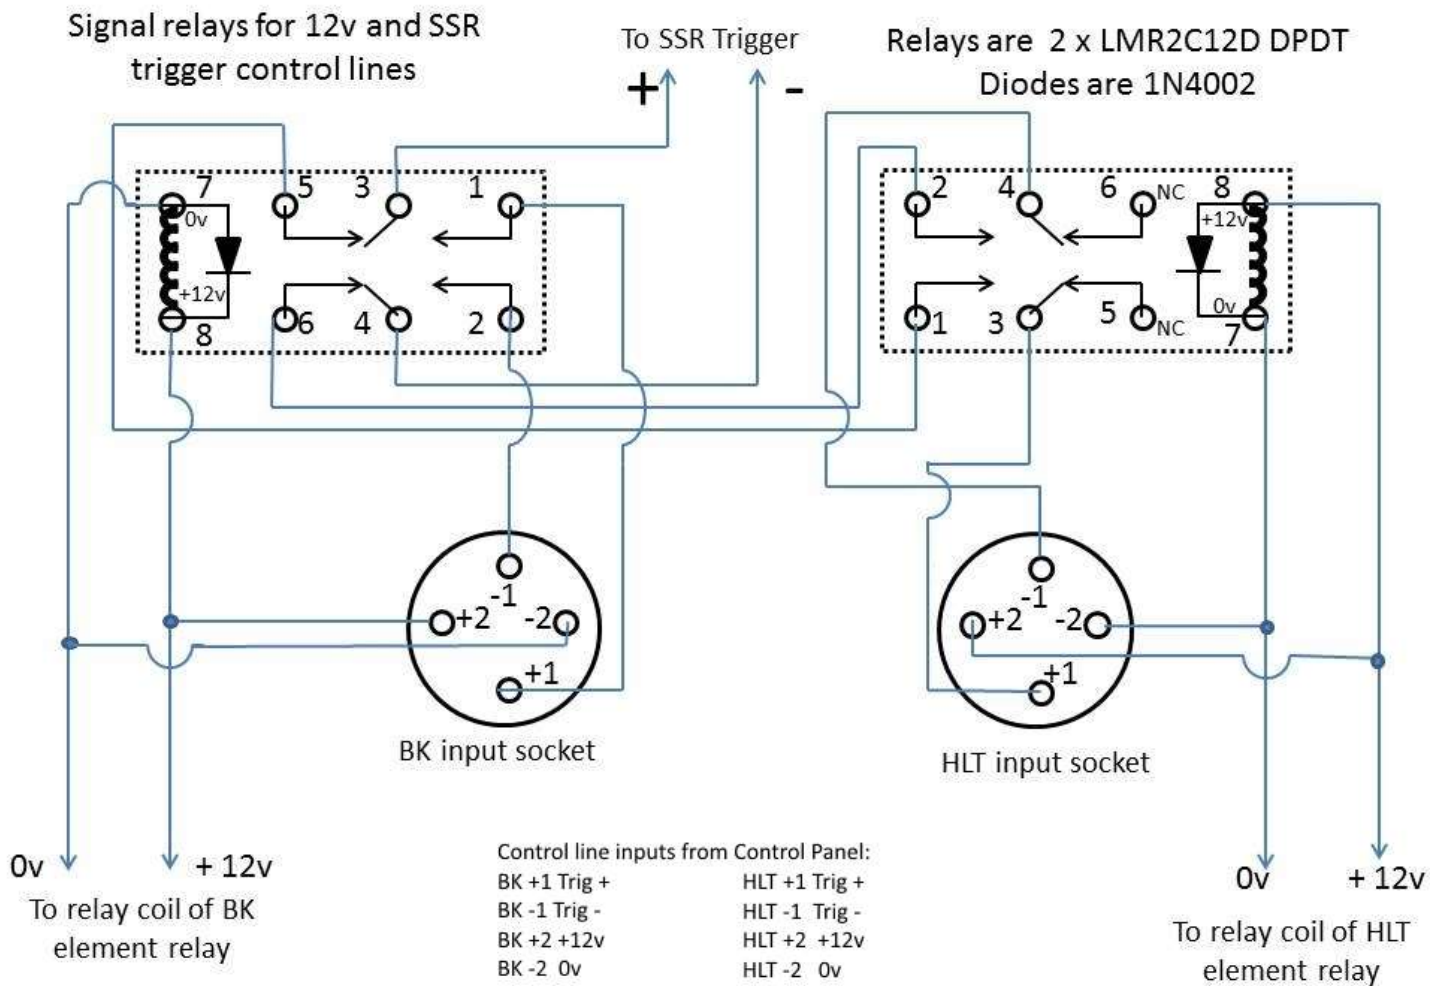 Signal relays for 12v and SSR
trigger control lines
To SSR Trigger
+
-
Relays are 2 x LMR2C12D DPDT
Diodes are 1N4002
7
5
3
1
0v
+12v
8
6
4
2
2
4
6
NC
8
+12v
0v
1
3
5
NC
7
-1
+2
-2
+1
BK input socket
-1
+2
-2
+1
HLT input socket
0v
+ 12v
To relay coil of BK
element relay
Control line inputs from Control Panel:
BK +1 Trig +
HLT +1 Trig +
BK -1 Trig -
HLT -1 Trig -
BK +2 +12v
HLT +2 +12v
BK -2 0v
HLT -2 0v
0v
+ 12v
To relay coil of HLT
element relay